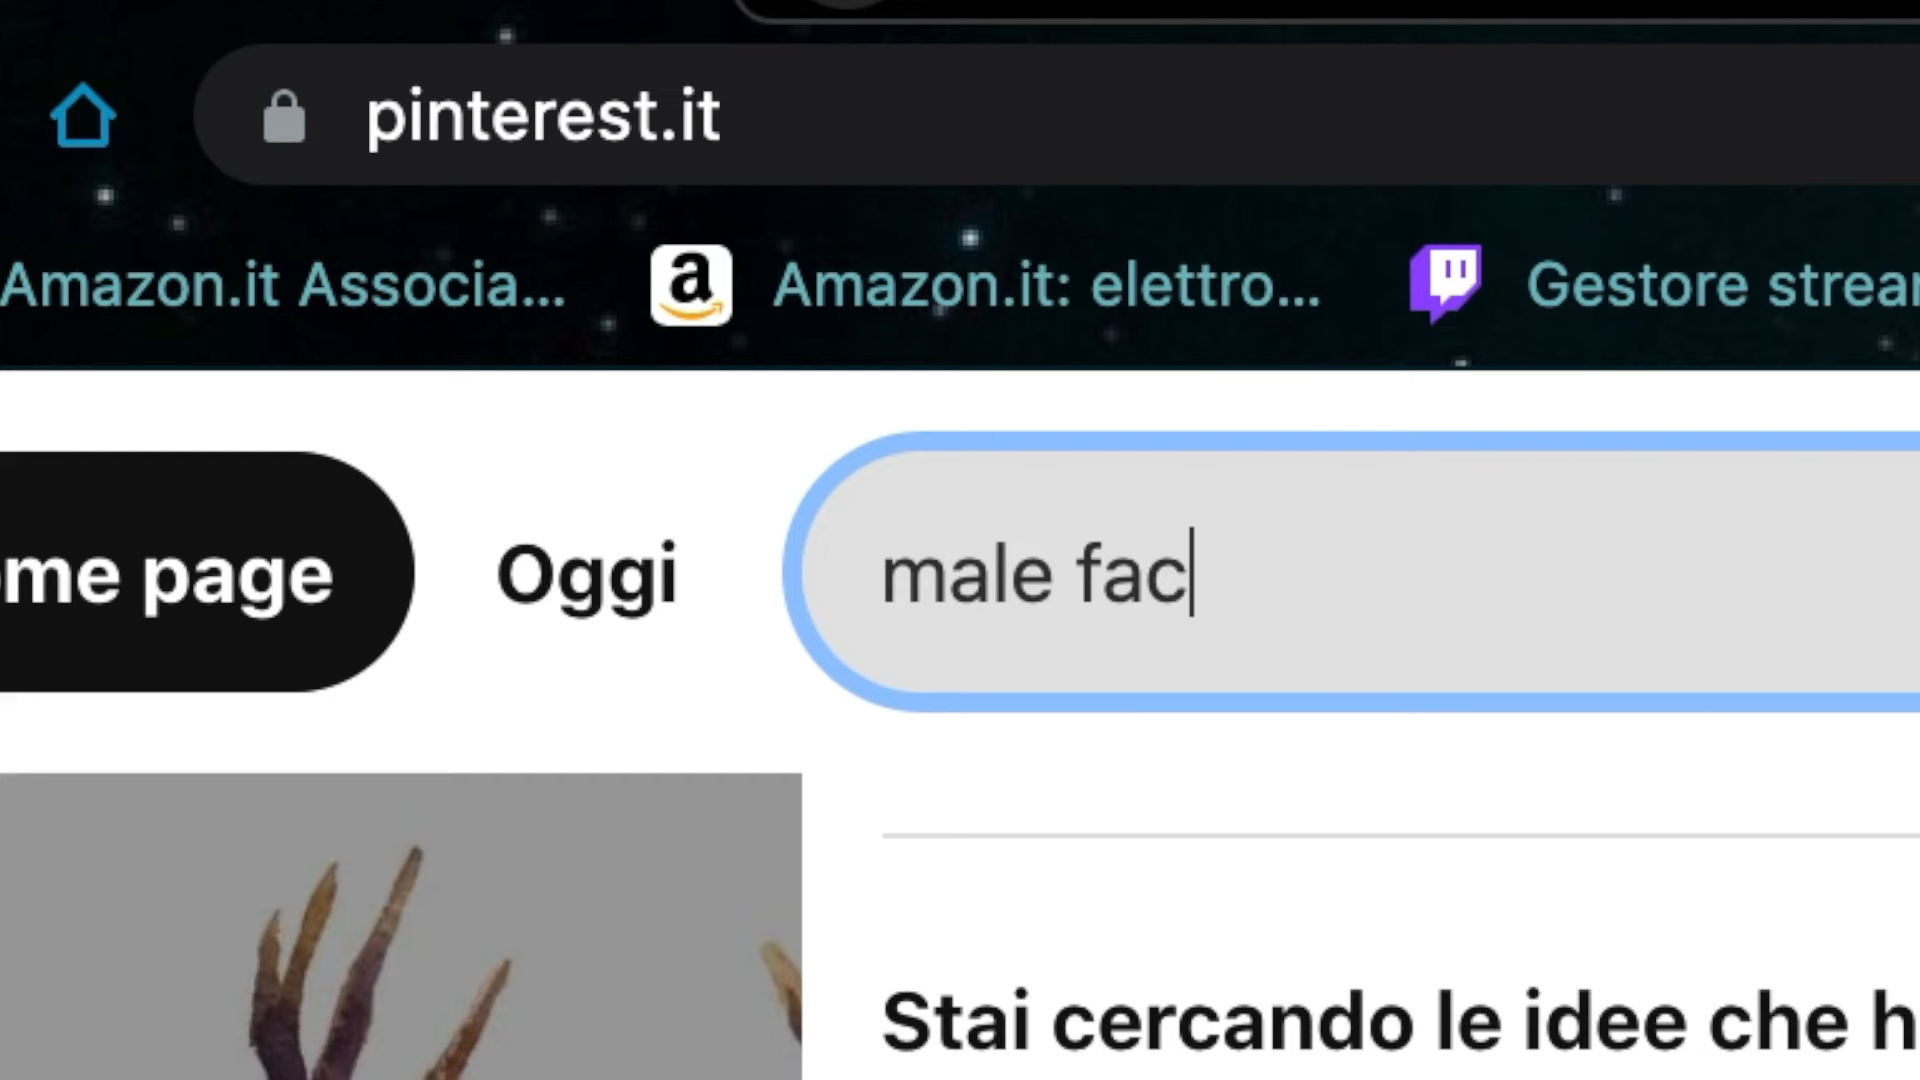 pinterest.it
Amazon.it Associa... Amazon.it: elettro... Gestore strea
me page Oggi male fac
Stai cercando le idee che h